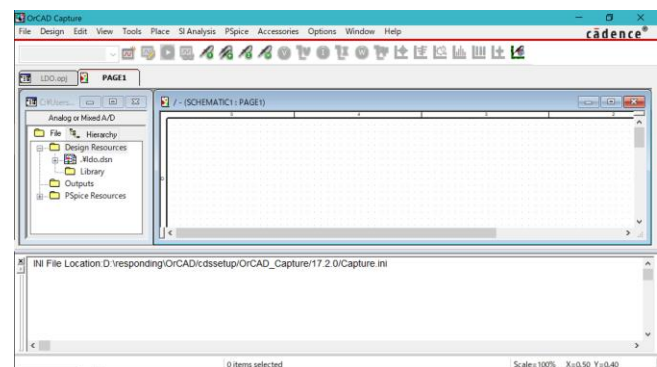 OrCAD Capture
File Design Edit View Tools Place SI Analysis PSpice Accessories Options Window Help
cādence®
LDO.opj PAGE1
/ - (SCHEMATIC1 : PAGE1)
Analog or Mixed A/D
File Hierarchy
Design Resources
.¥ldo.dsn
Library
Outputs
PSpice Resources
INI File Location:D:\responding\OrCAD/cdssetup/OrCAD_Capture/17.2.0/Capture.ini
0 items selected Scale=100% X=0.50 Y=0.40